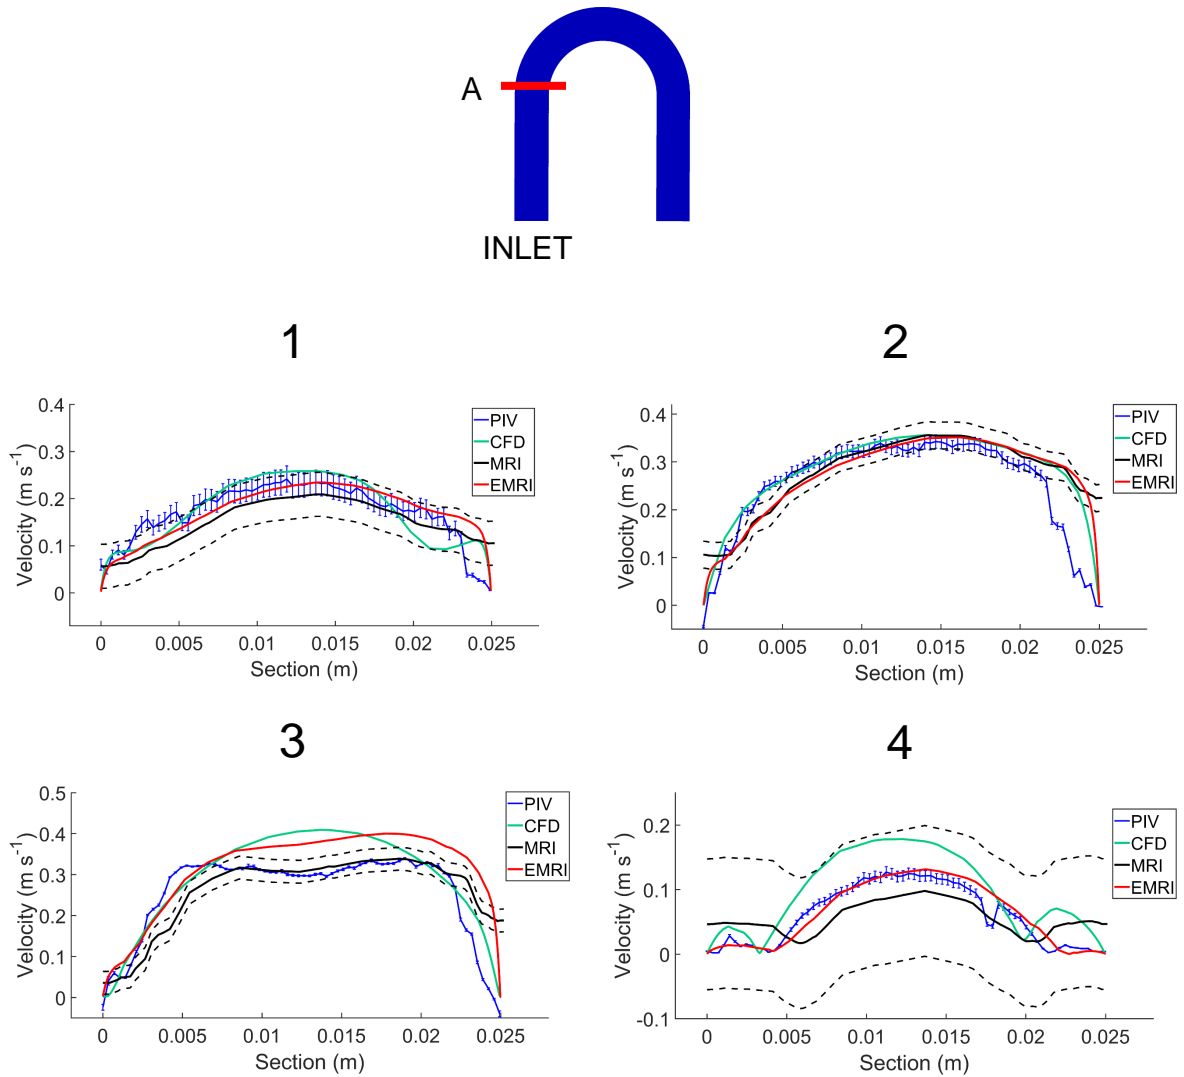 A
INLET
1
2
0.4
0.3
0.2
0.1
0
Velocity (m s-1)
0
0.005
0.01
0.015
0.02
0.025
Section (m)
PIV
CFD
MRI
EMRI
0.4
0.3
0.2
0.1
0
Velocity (m s-1)
0
0.005
0.01
0.015
0.02
0.025
Section (m)
PIV
CFD
MRI
EMRI
3
4
0.5
0.4
0.3
0.2
0.1
0
Velocity (m s-1)
0
0.005
0.01
0.015
0.02
0.025
Section (m)
PIV
CFD
MRI
EMRI
0.2
0.1
0
-0.1
Velocity (m s-1)
0
0.005
0.01
0.015
0.02
0.025
Section (m)
PIV
CFD
MRI
EMRI